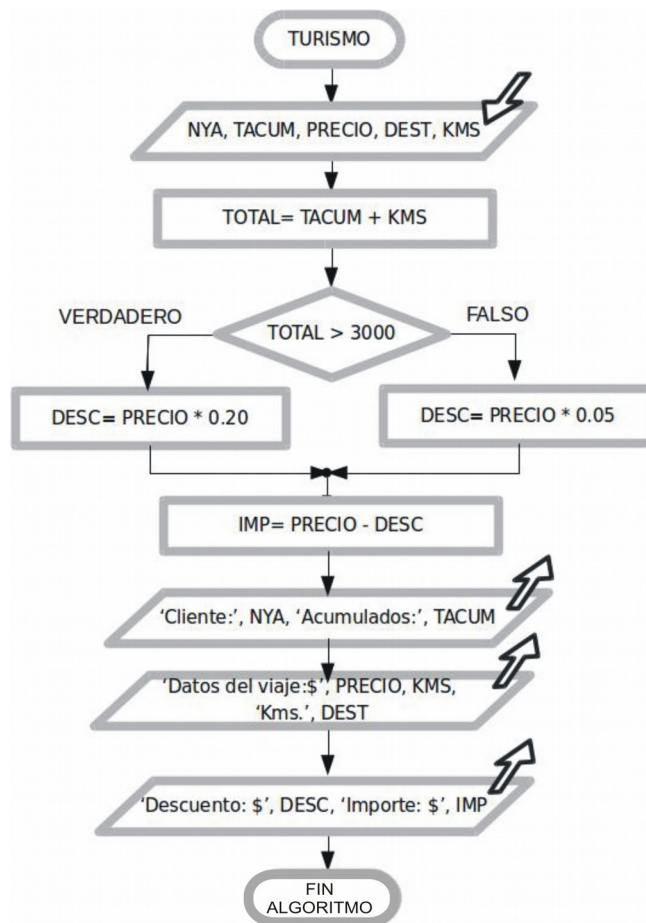 TURISMO
NYA, TACUM, PRECIO, DEST, KMS
TOTAL= TACUM + KMS
VERDADERO
TOTAL > 3000
FALSO
DESC= PRECIO * 0.20
DESC= PRECIO * 0.05
IMP= PRECIO - DESC
‘Cliente:’, NYA, ‘Acumulados:’, TACUM
‘Datos del viaje:$’, PRECIO, KMS,
‘Kms.’, DEST
‘Descuento: $’, DESC, ‘Importe: $’, IMP
FIN
ALGORITMO